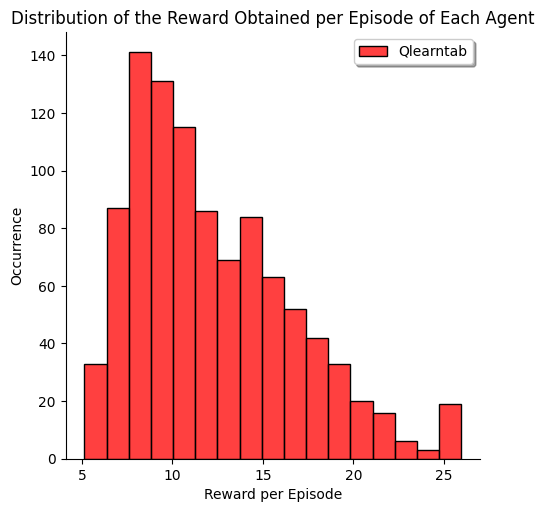 Distribution of the Reward Obtained per Episode of Each Agent
Qlearntab
140
120
100
80
60
40
20
0
Occurrence
5 10 15 20 25
Reward per Episode